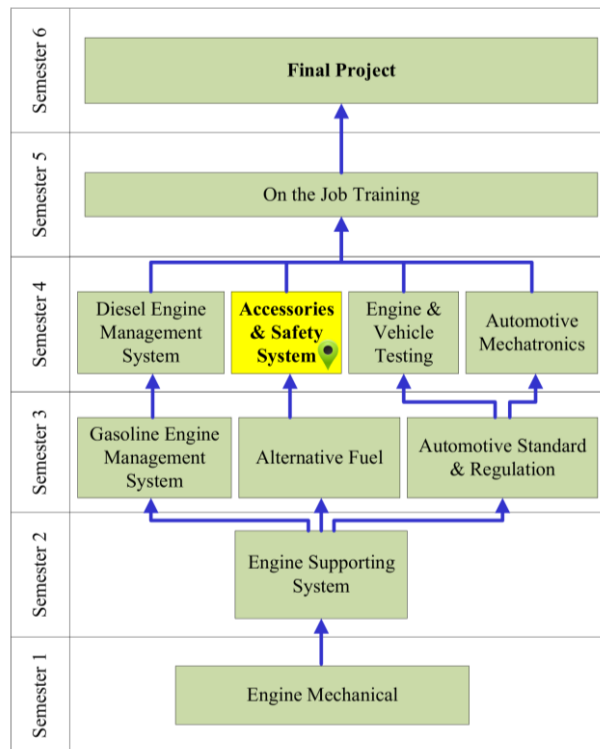 Semester 6
Final Project
Semester 5
On the Job Training
Semester 4
Diesel Engine
Management
System
Accessories
& Safety
System
Engine &
Vehicle
Testing
Automotive
Mechatronics
Semester 3
Gasoline Engine
Management
System
Alternative Fuel
Automotive Standard
& Regulation
Semester 2
Engine Supporting
System
Semester 1
Engine Mechanical